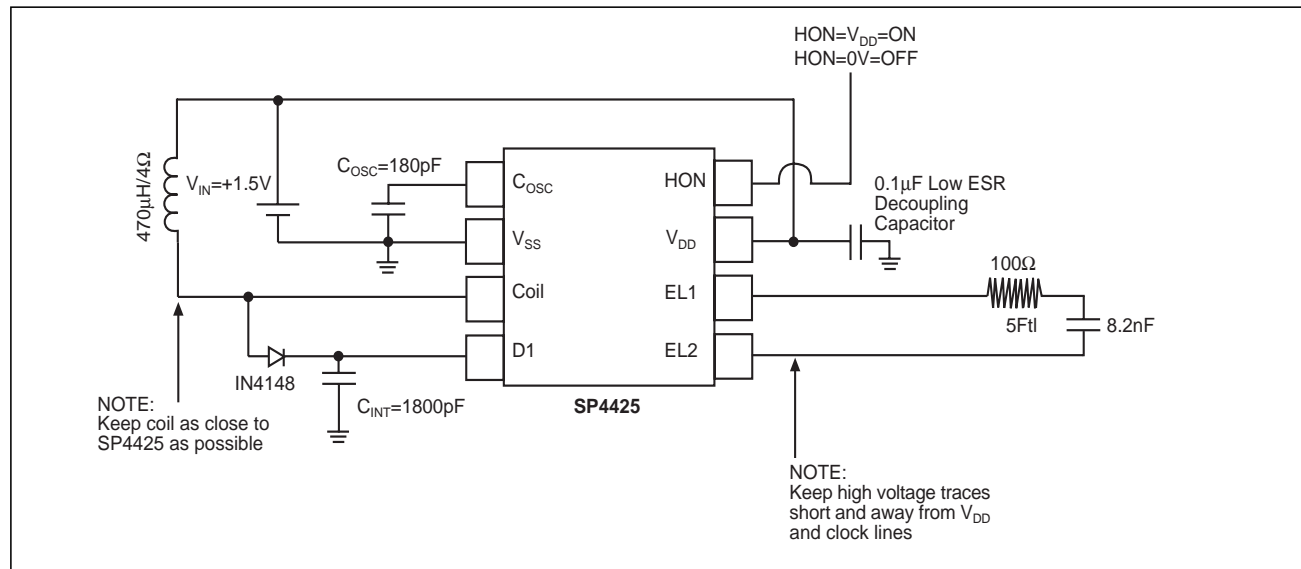 HON=VDD=ON
HON=0V=OFF
470µH/4Ω
VIN=+1.5V
COSC=180pF
COSC
HON
0.1µF Low ESR
Decoupling
Capacitor
VSS
VDD
100Ω
Coil
EL1
5Ftl
8.2nF
D1
EL2
IN4148
CINT=1800pF
SP4425
NOTE:
Keep coil as close to
SP4425 as possible
NOTE:
Keep high voltage traces
short and away from VDD
and clock lines